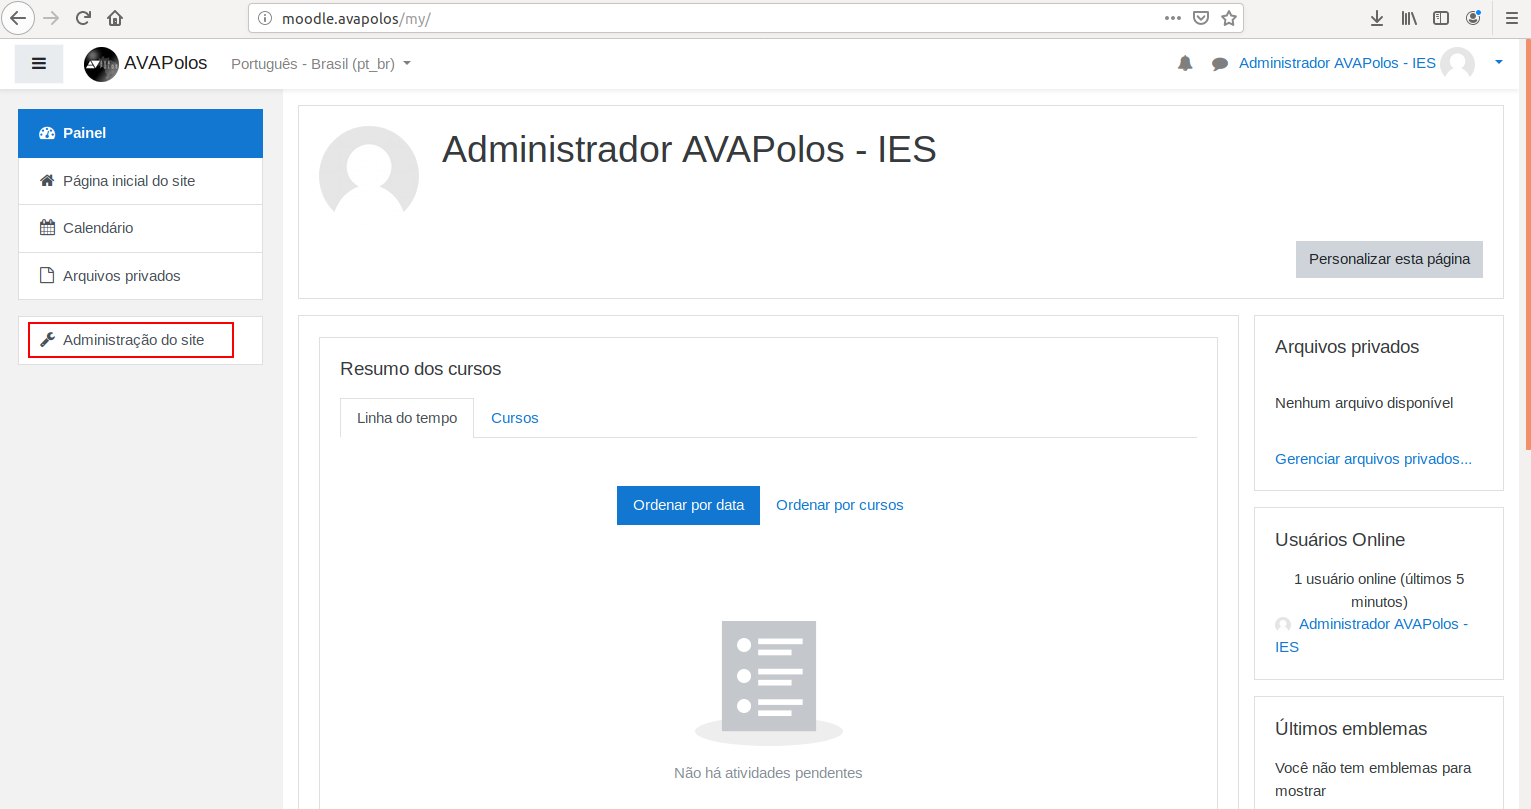 moodle.avapolos/my/
AVAPolos
Português - Brasil (pt_br)
Administrador AVAPolos - IES
Painel
Página inicial do site
Calendário
Arquivos privados
Administração do site
Administrador AVAPolos - IES
Personalizar esta página
Resumo dos cursos
Linha do tempo
Cursos
Ordenar por data
Ordenar por cursos
Não há atividades pendentes
Arquivos privados
Nenhum arquivo disponível
Gerenciar arquivos privados...
Usuários Online
1 usuário online (últimos 5
minutos)
Administrador AVAPolos -
IES
Últimos emblemas
Você não tem emblemas para
mostrar